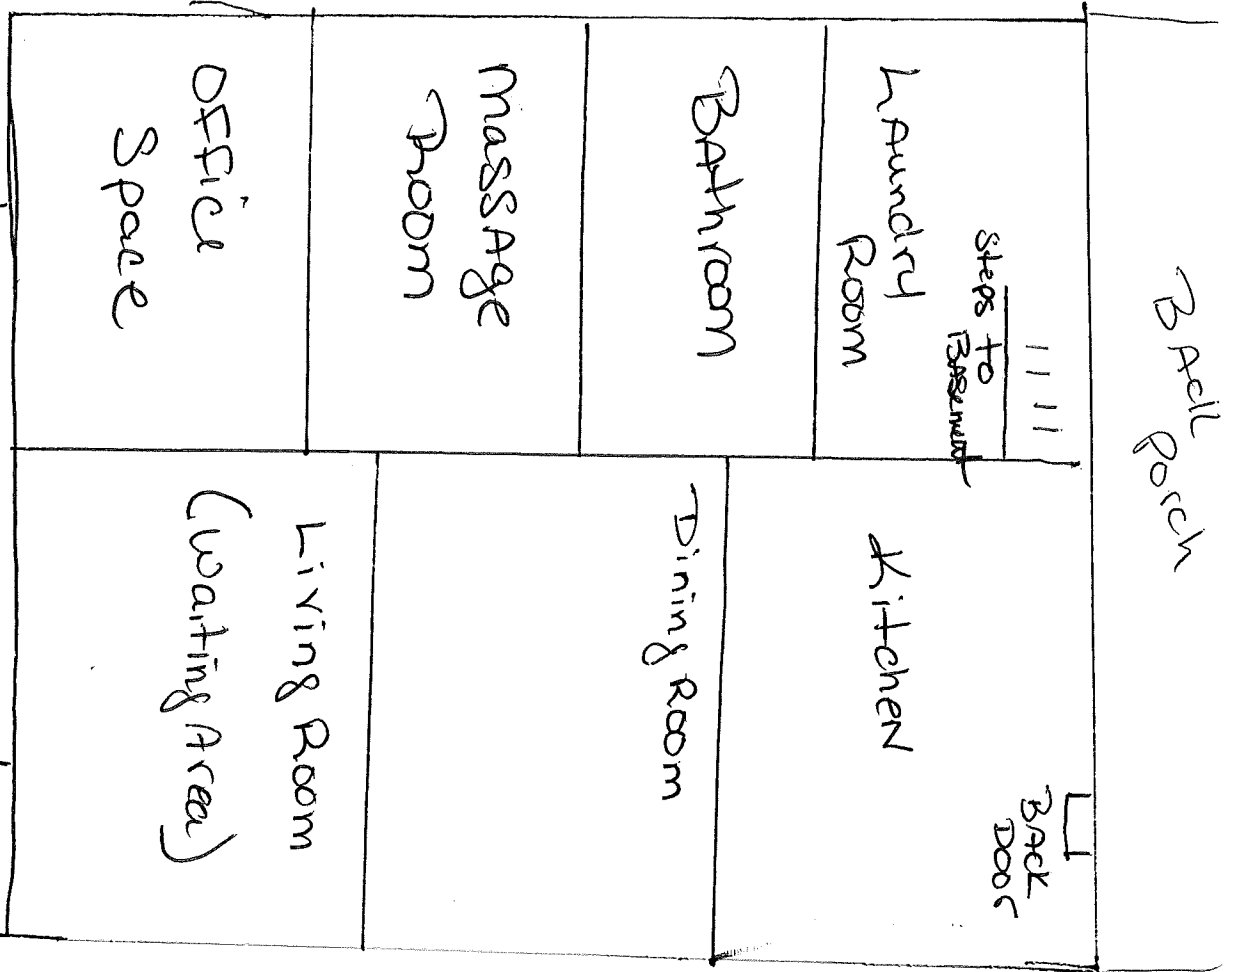 Back
Porch
Steps to
Basement
Laundry
Room
Bathroom
Massage
Room
Office
Space
Back
Door
Kitchen
Dining Room
Living Room
(Waiting Area)